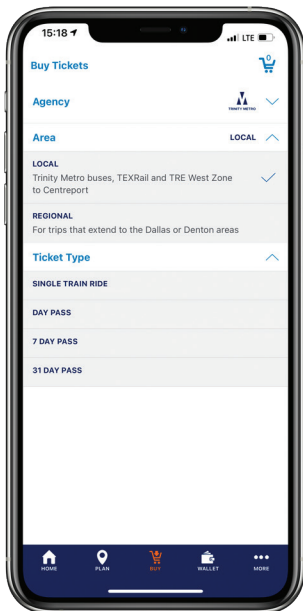 15:18 LTE
Buy Tickets 0
Agency TRINITY METRO
Area LOCAL
LOCAL
Trinity Metro buses, TEXRail and TRE West Zone
to Centreport
REGIONAL
For trips that extend to the Dallas or Denton areas
Ticket Type
SINGLE TRAIN RIDE
DAY PASS
7 DAY PASS
31 DAY PASS
HOME PLAN BUY WALLET MORE